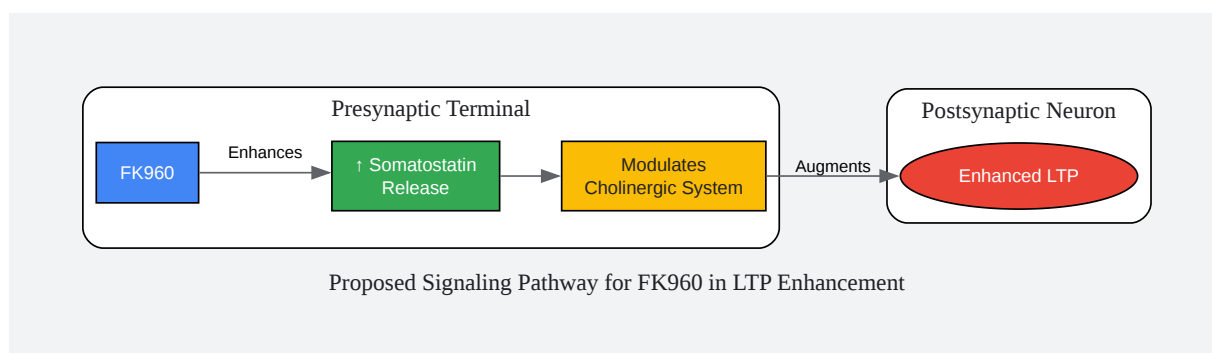 Presynaptic Terminal
Postsynaptic Neuron
FK960
Enhances
↑ Somatostatin
Release
Modulates
Cholinergic System
Augments
Enhanced LTP
Proposed Signaling Pathway for FK960 in LTP Enhancement